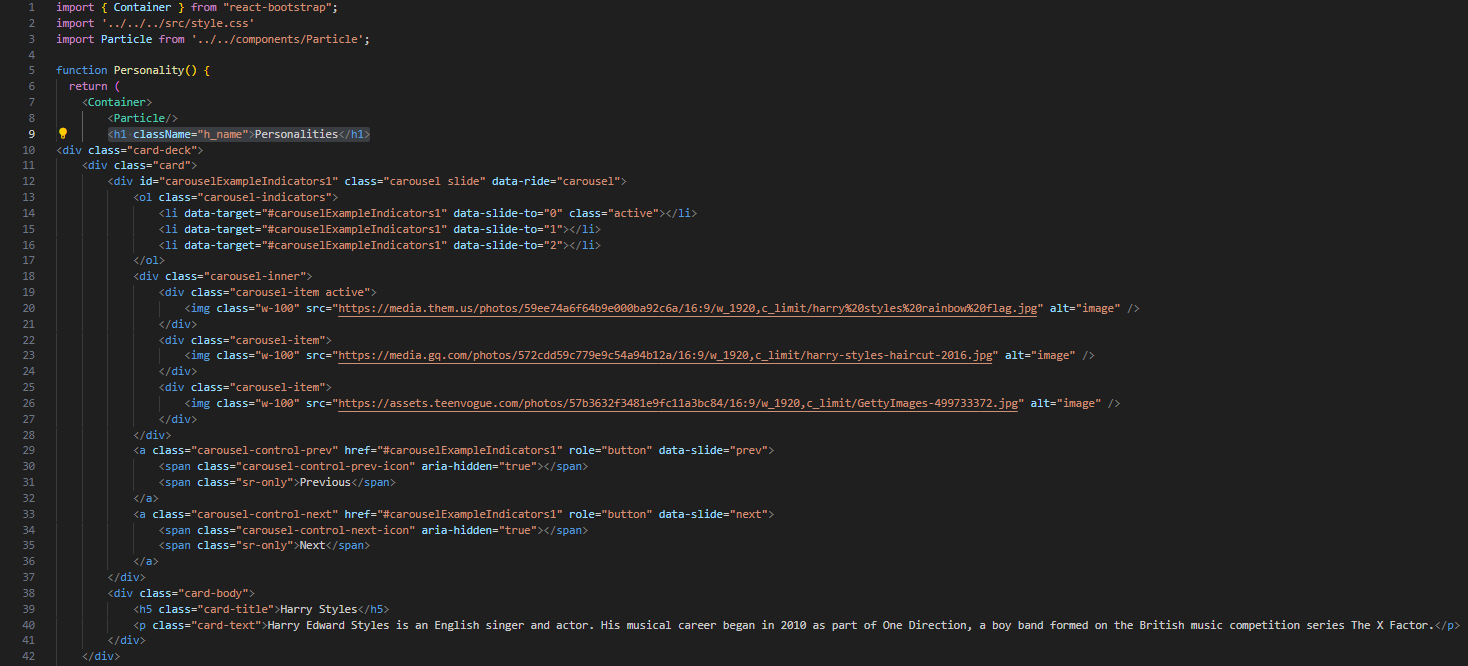 1 import { Container } from "react-bootstrap";
2 import '../../../src/style.css'
3 import Particle from '../../components/Particle';
4
5 function Personality() {
6 return (
7 <Container>
8 <Particle/>
9 <h1 className="h_name">Personalities</h1>
10 <div class="card-deck">
11 <div class="card">
12 <div id="carouselExampleIndicators1" class="carousel slide" data-ride="carousel">
13 <ol class="carousel-indicators">
14 <li data-target="#carouselExampleIndicators1" data-slide-to="0" class="active"></li>
15 <li data-target="#carouselExampleIndicators1" data-slide-to="1"></li>
16 <li data-target="#carouselExampleIndicators1" data-slide-to="2"></li>
17 </ol>
18 <div class="carousel-inner">
19 <div class="carousel-item active">
20 <img class="w-100" src="https://media.them.us/photos/59ee74a6f64b9e000ba92c6a/16:9/w_1920,c_limit/harry%20styles%20rainbow%20flag.jpg" alt="image" />
21 </div>
22 <div class="carousel-item">
23 <img class="w-100" src="https://media.gq.com/photos/572cdd59c779e9c54a94b12a/16:9/w_1920,c_limit/harry-styles-haircut-2016.jpg" alt="image" />
24 </div>
25 <div class="carousel-item">
26 <img class="w-100" src="https://assets.teenvogue.com/photos/57b3632f3481e9fc11a3bc84/16:9/w_1920,c_limit/GettyImages-499733372.jpg" alt="image" />
27 </div>
28 </div>
29 <a class="carousel-control-prev" href="#carouselExampleIndicators1" role="button" data-slide="prev">
30 <span class="carousel-control-prev-icon" aria-hidden="true"></span>
31 <span class="sr-only">Previous</span>
32 </a>
33 <a class="carousel-control-next" href="#carouselExampleIndicators1" role="button" data-slide="next">
34 <span class="carousel-control-next-icon" aria-hidden="true"></span>
35 <span class="sr-only">Next</span>
36 </a>
37 </div>
38 <div class="card-body">
39 <h5 class="card-title">Harry Styles</h5>
40 <p class="card-text">Harry Edward Styles is an English singer and actor. His musical career began in 2010 as part of One Direction, a boy band formed on the British music competition series The X Factor.</p>
41 </div>
42 </div>